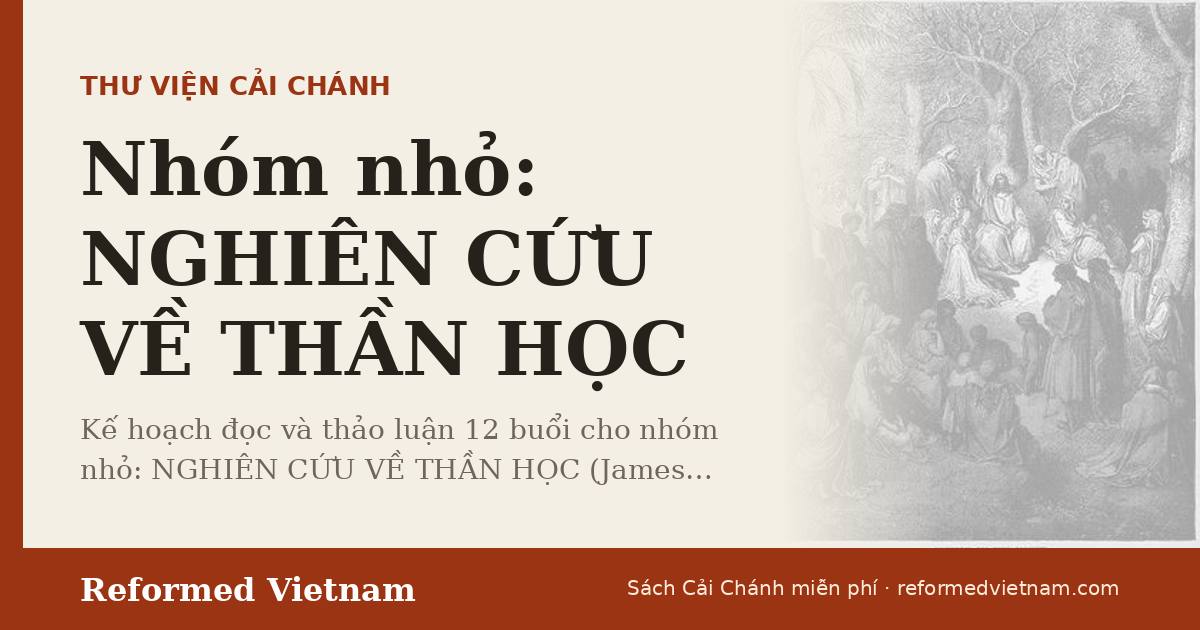 THƯ VIỆN CẢI CHÁNH
Nhóm nhỏ:
NGHIÊN CỨU
VỀ THẦN HỌC
Kế hoạch đọc và thảo luận 12 buổi cho nhóm
nhỏ: NGHIÊN CỨU VỀ THẦN HỌC (James...
Reformed Vietnam
Sách Cải Chánh miễn phí · reformedvietnam.com